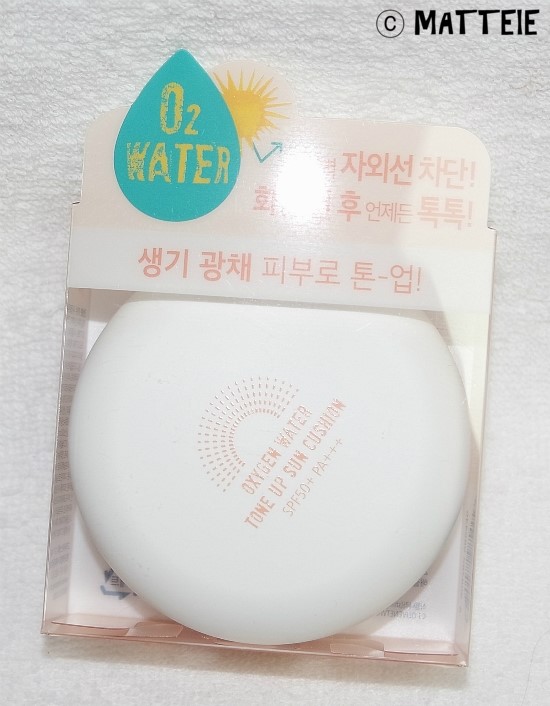 © MATTEIE
O2
WATER
자외선 차단!
후 언제든 톡톡!
생기 광채 피부로 톤-업!
OXYGEN WATER
TONE UP SUN CUSHION
SPF50+ PA+++